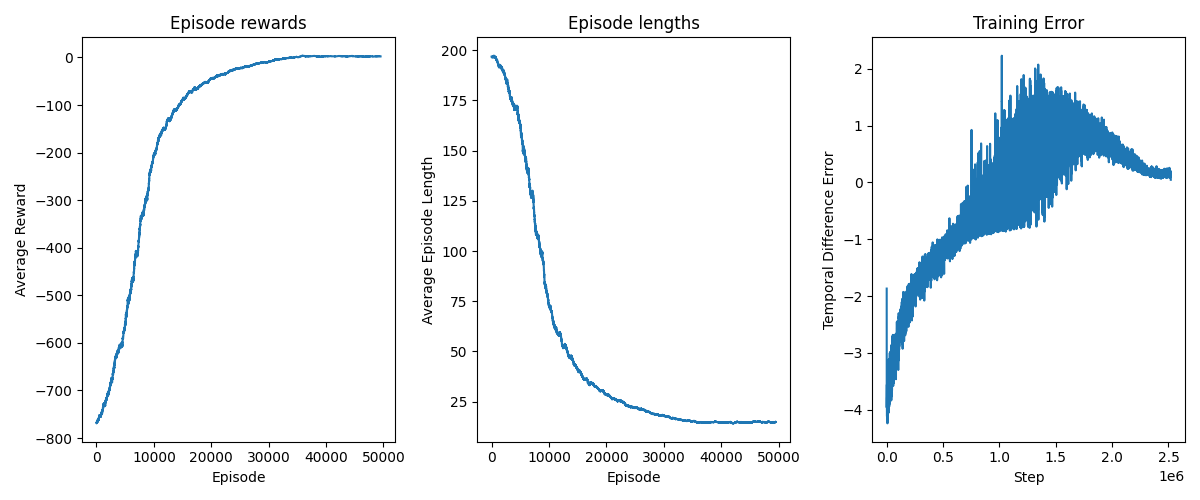 Episode rewards
Average Reward
0
−100
−200
−300
−400
−500
−600
−700
−800
0 10000 20000 30000 40000 50000
Episode
Episode lengths
Average Episode Length
200
175
150
125
100
75
50
25
0 10000 20000 30000 40000 50000
Episode
Training Error
Temporal Difference Error
2
1
0
−1
−2
−3
−4
0.0 0.5 1.0 1.5 2.0 2.5
1e6
Step